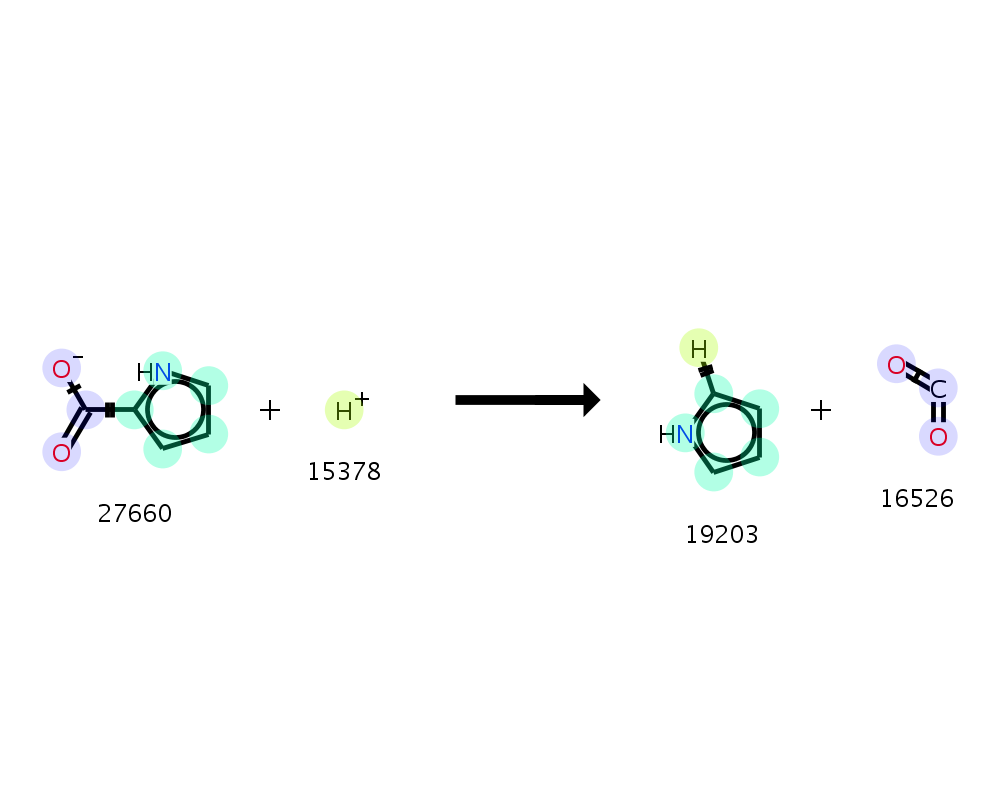 O⁻ HN O
27660
+
H⁺
15378
H HN
19203
+
O C O
16526